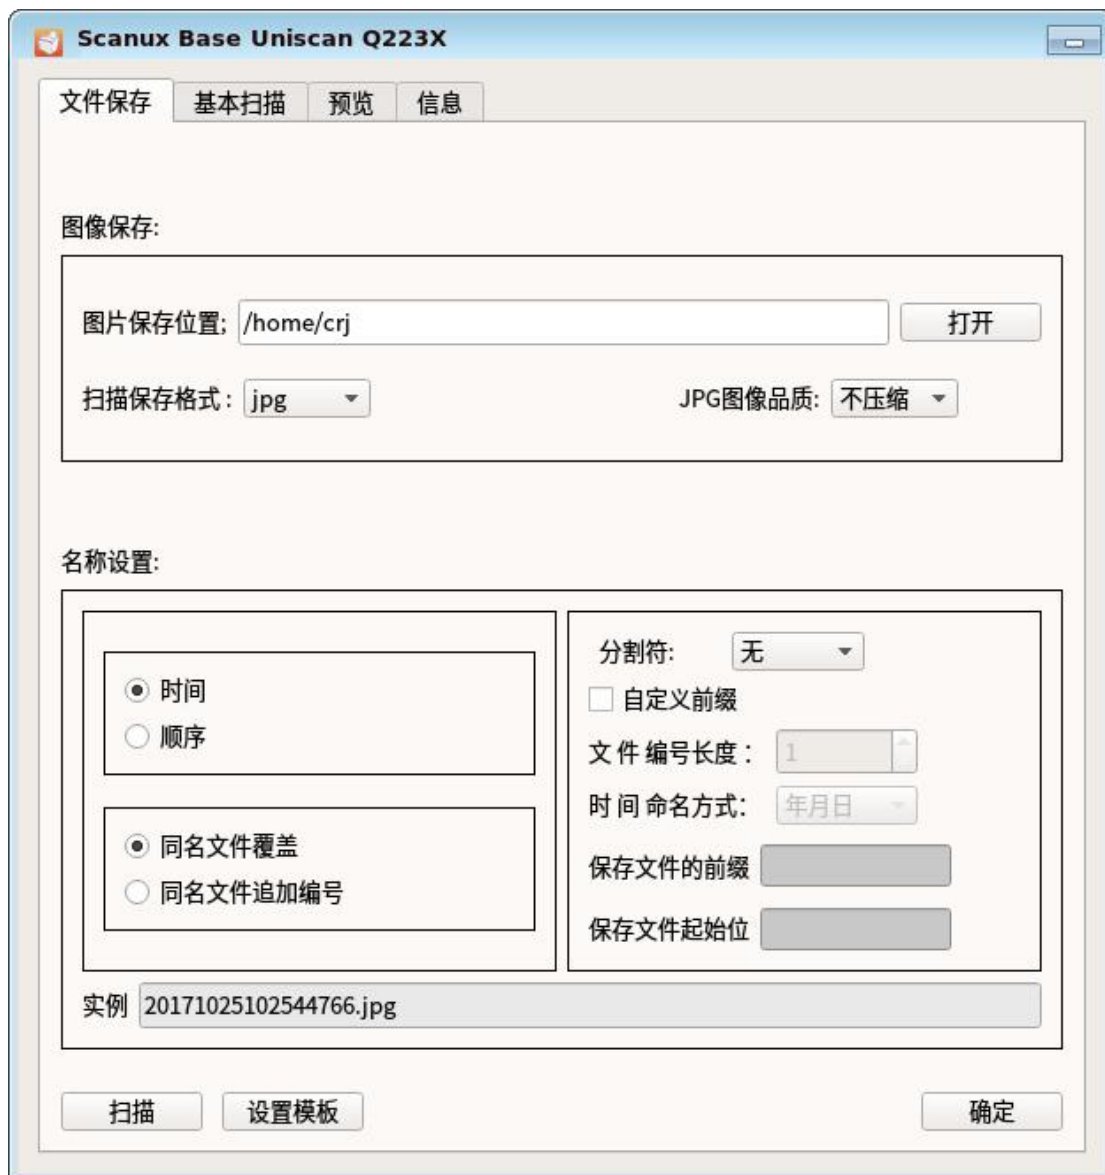 Scanux Base Uniscan Q223X
文件保存 基本扫描 预览 信息
图像保存:
图片保存位置; /home/crj 打开
扫描保存格式 : jpg JPG图像品质: 不压缩
名称设置:
时间
顺序
同名文件覆盖
同名文件追加编号
分割符: 无
自定义前缀
文 件 编号长度 : 1
时 间 命名方式: 年月日
保存文件的前缀
保存文件起始位
实例 20171025102544766.jpg
扫描 设置模板 确定